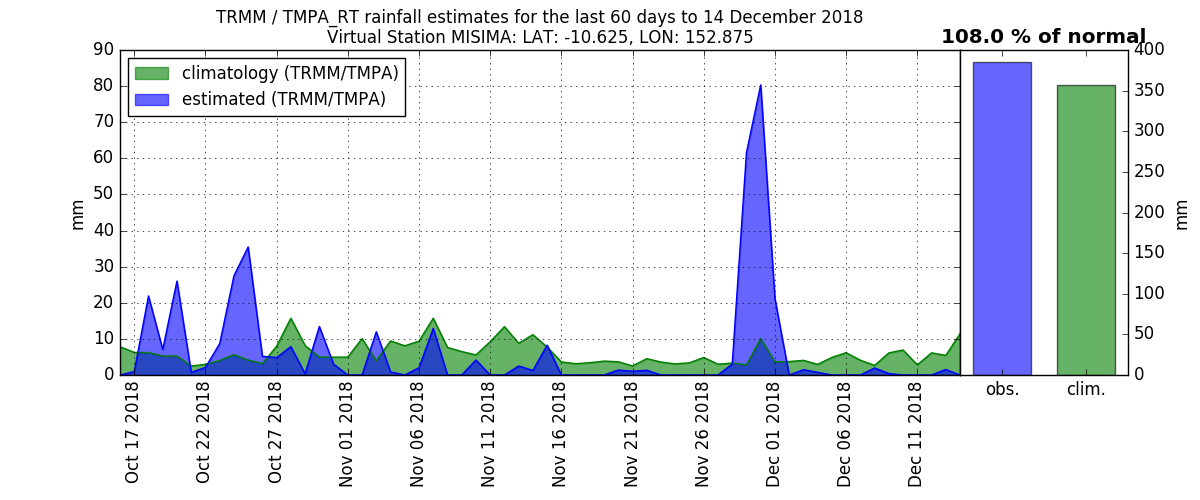 TRMM / TMPA_RT rainfall estimates for the last 60 days to 14 December 2018
Virtual Station MISIMA: LAT: -10.625, LON: 152.875
108.0 % of normal
climatology (TRMM/TMPA)
estimated (TRMM/TMPA)
90
80
70
60
50
40
30
20
10
0
mm
Oct 17 2018
Oct 22 2018
Oct 27 2018
Nov 01 2018
Nov 06 2018
Nov 11 2018
Nov 16 2018
Nov 21 2018
Nov 26 2018
Dec 01 2018
Dec 06 2018
Dec 11 2018
obs.
clim.
400
350
300
250
200
150
100
50
0
mm